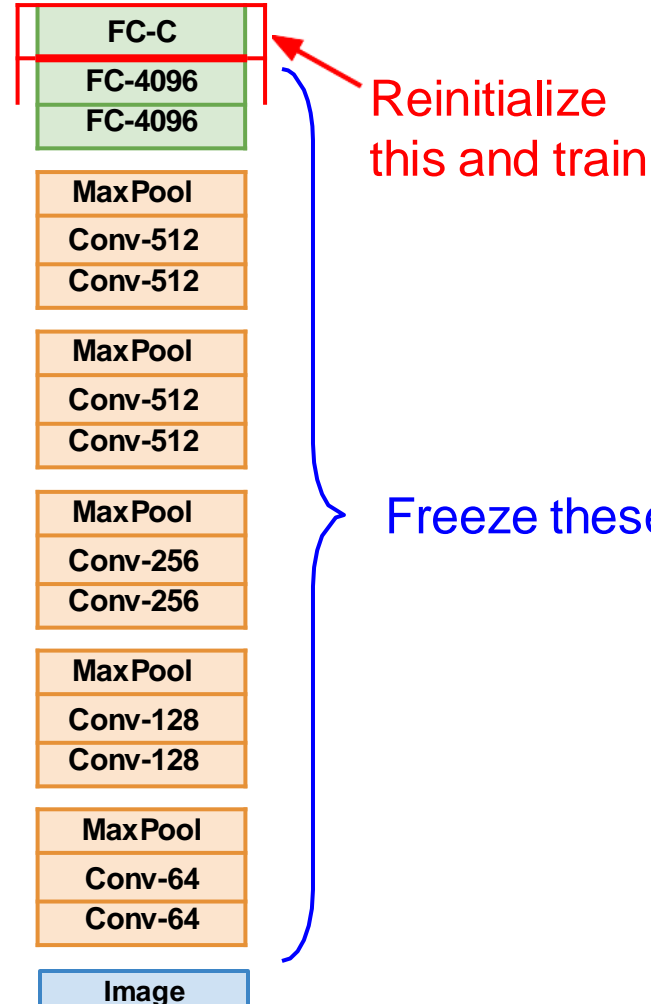 FC-C
FC-4096
FC-4096
Reinitialize
this and train
MaxPool
Conv-512
Conv-512
MaxPool
Conv-512
Conv-512
Freeze these
MaxPool
Conv-256
Conv-256
MaxPool
Conv-128
Conv-128
MaxPool
Conv-64
Conv-64
Image